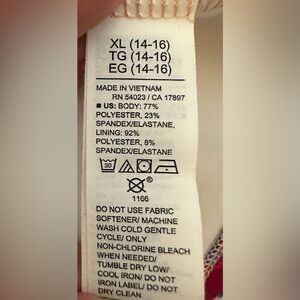 XL (14-16)
TG (14-16)
EG (14-16)
MADE IN VIETNAM
RN 54023 / CA 17897
■ US: BODY: 77%
POLYESTER, 23%
SPANDEX/ELASTANE,
LINING: 92%
POLYESTER, 8%
SPANDEX/ELASTANE
30
®
1166
DO NOT USE FABRIC
SOFTENER/ MACHINE
WASH COLD GENTLE
CYCLE/ ONLY
NON-CHLORINE BLEACH
WHEN NEEDED/
TUMBLE DRY LOW/
COOL IRON/ DO NOT
IRON LABEL/ DO NOT
DRY CLEAN